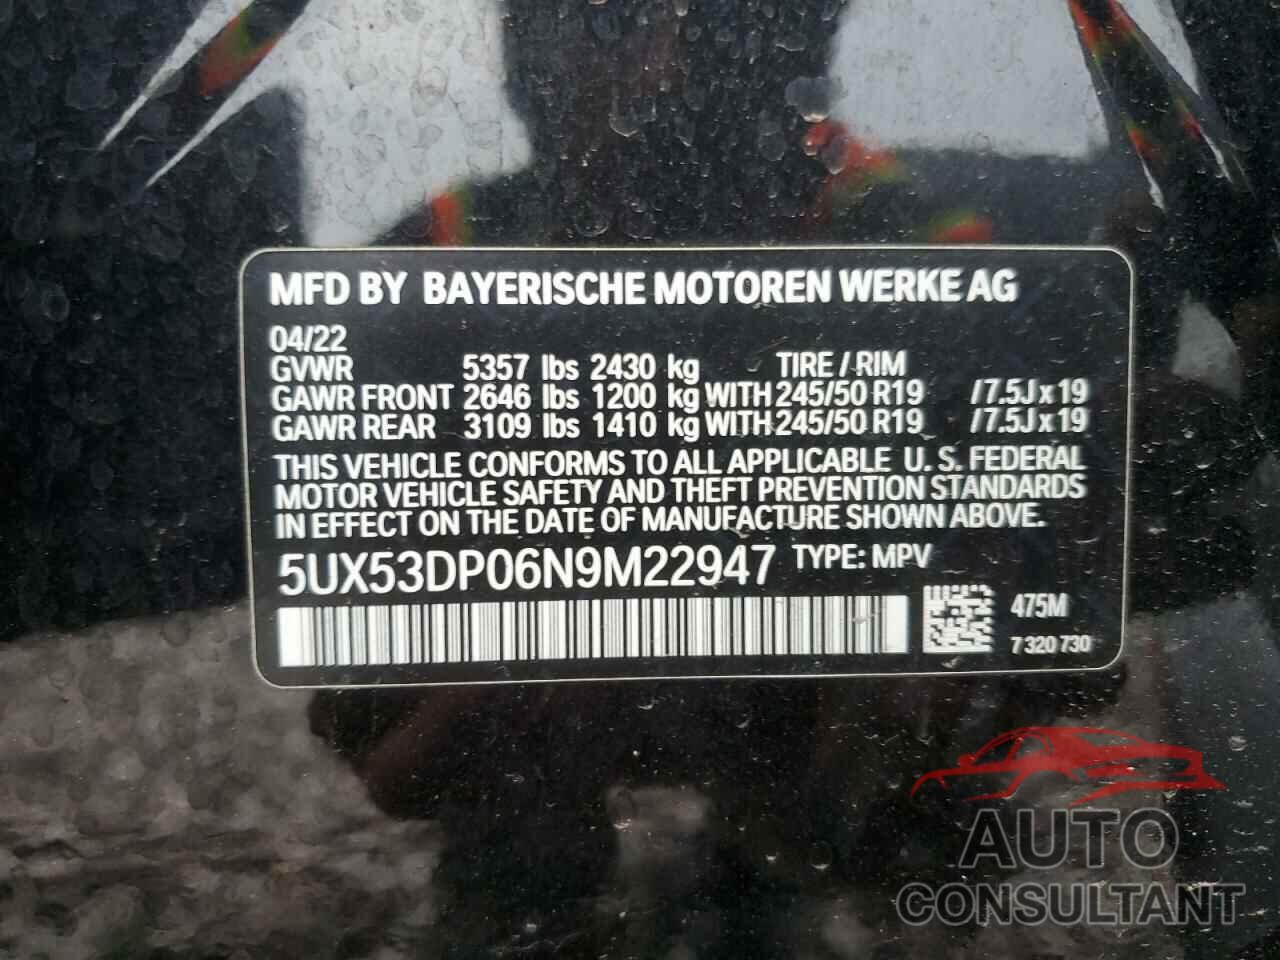 MFD BY BAYERISCHE MOTOREN WERKE AG
04/22
GVWR 5357 lbs 2430 kg TIRE / RIM
GAWR FRONT 2646 lbs 1200 kg WITH 245/50 R19 /7.5J x 19
GAWR REAR 3109 lbs 1410 kg WITH 245/50 R19 /7.5J x 19
THIS VEHICLE CONFORMS TO ALL APPLICABLE U. S. FEDERAL
MOTOR VEHICLE SAFETY AND THEFT PREVENTION STANDARDS
IN EFFECT ON THE DATE OF MANUFACTURE SHOWN ABOVE.
5UX53DP06N9M22947 TYPE: MPV
475M
7 320 730
AUTO
CONSULTANT